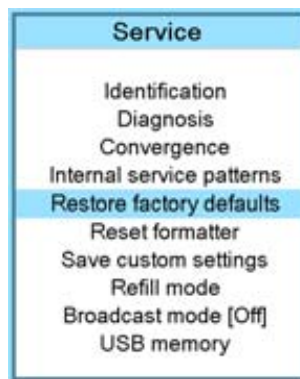 Service
Identification
Diagnosis
Convergence
Internal service patterns
Restore factory defaults
Reset formatter
Save custom settings
Refill mode
Broadcast mode [Off]
USB memory